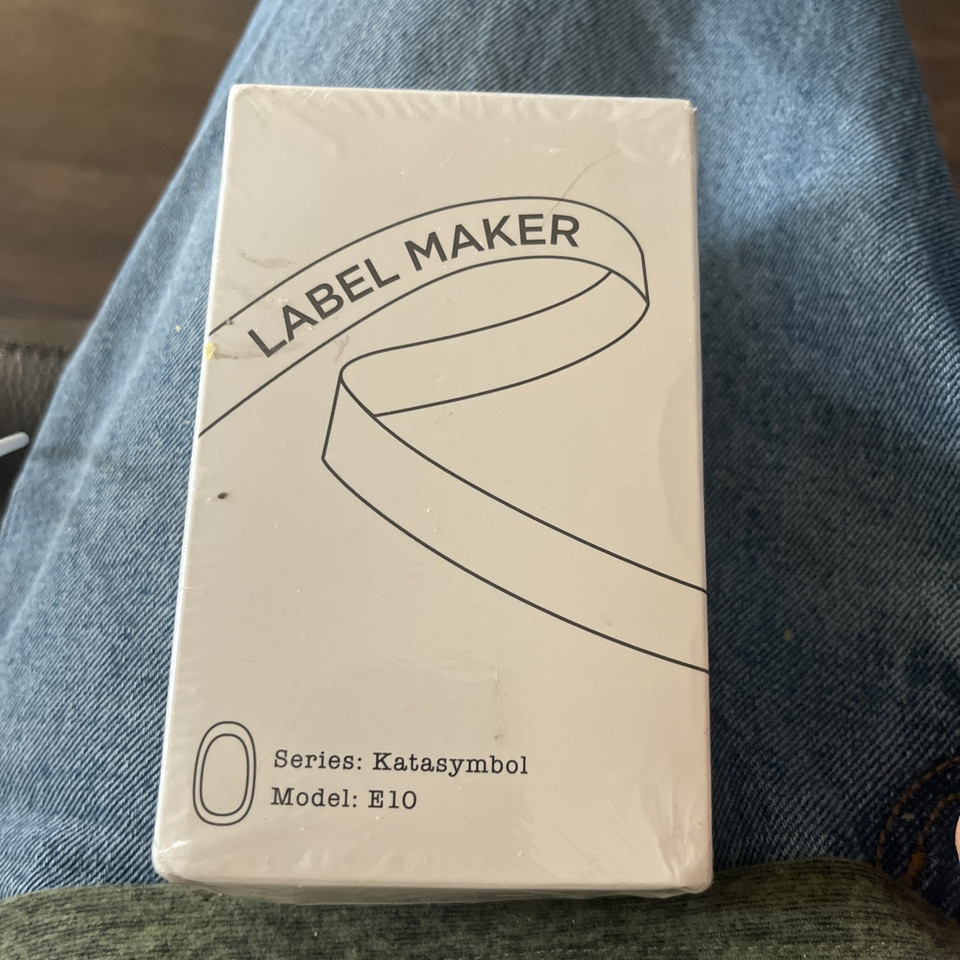 LABEL MAKER
Series: Katasymbol
Model: E10